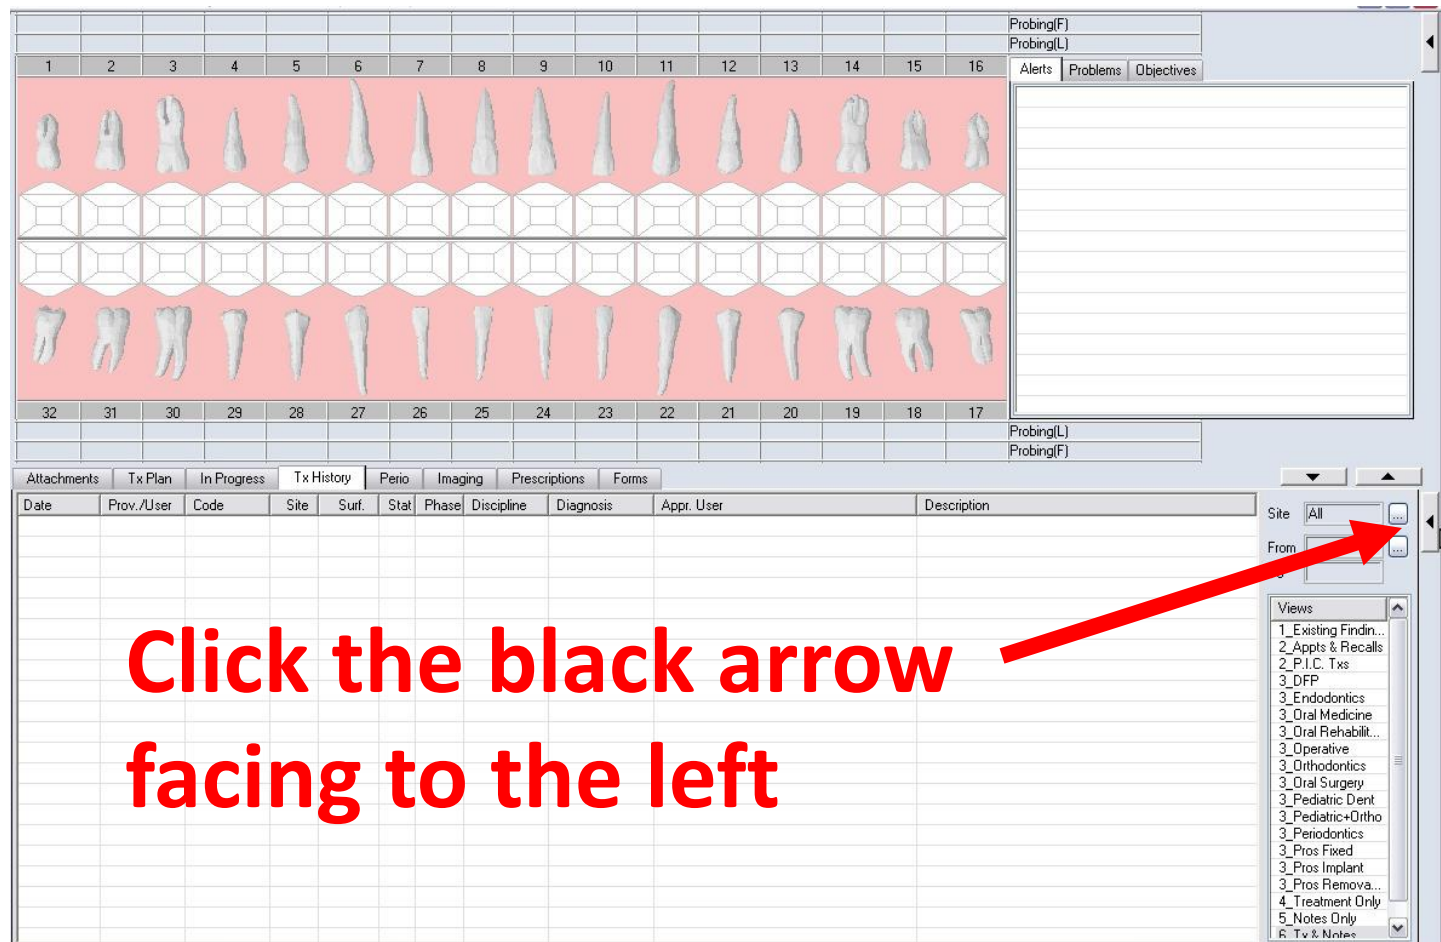 Probing(F)
Probing(L)
1 2 3 4 5 6 7 8 9 10 11 12 13 14 15 16
Alerts Problems Objectives
32 31 30 29 28 27 26 25 24 23 22 21 20 19 18 17
Probing(L)
Probing(F)
Attachments Tx Plan In Progress Tx History Perio Imaging Prescriptions Forms
Date Prov./User Code Site Surf. Stat Phase Discipline Diagnosis Appr. User Description
Site All ...
From ...
Click the black arrow
facing to the left
Views
1_Existing Findin...
2_Appts & Recalls
2_P.I.C. Txs
3_DFP
3_Endodontics
3_Oral Medicine
3_Oral Rehabilit...
3_Operative
3_Orthodontics
3_Oral Surgery
3_Pediatric Dent
3_Pediatric+Ortho
3_Periodontics
3_Pros Fixed
3_Pros Implant
3_Pros Remova...
4_Treatment Only
5_Notes Only
6_Tx & Notes